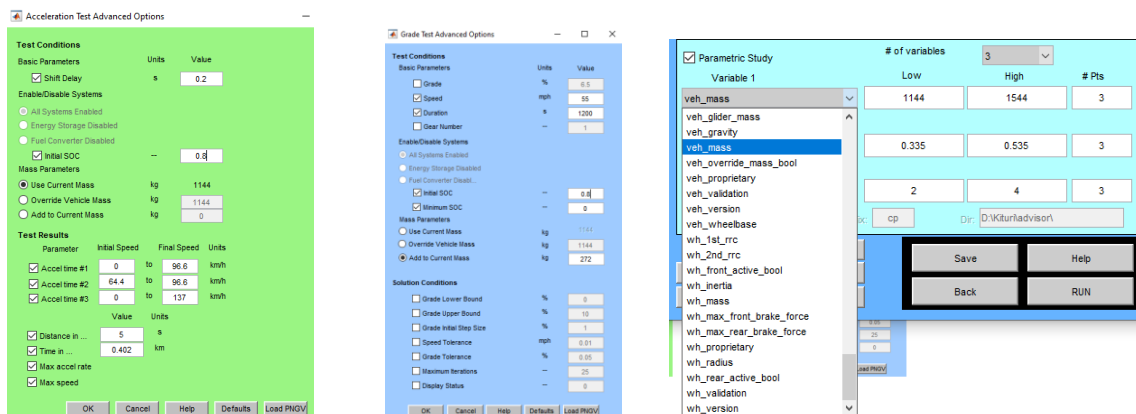 Acceleration Test Advanced Options
Test Conditions
Basic Parameters Units Value
Shift Delay s 0.2
Enable/Disable Systems
All Systems Enabled
Energy Storage Disabled
Fuel Converter Disabled
Initial SOC -- 0.8
Mass Parameters
Use Current Mass kg 1144
Override Vehicle Mass kg 1144
Add to Current Mass kg 0
Test Results
Parameter Initial Speed Final Speed Units
Accel time #1 0 to 96.6 km/h
Accel time #2 64.4 to 96.6 km/h
Accel time #3 0 to 137 km/h
Value Units
Distance in ... 5 s
Time in ... 0.402 km
Max accel rate
Max speed
OK Cancel Help Defaults Load PNGV
Grade Test Advanced Options
Test Conditions
Basic Parameters Units Value
Grade % 6.5
Speed mph 55
Duration s 1200
Gear Number -- 1
Enable/Disable Systems
All Systems Enabled
Energy Storage Disabled
Fuel Converter Disabl...
Initial SOC -- 0.8
Minimum SOC -- 0
Mass Parameters
Use Current Mass kg 1144
Override Vehicle Mass kg 1144
Add to Current Mass kg 272
Solution Conditions
Grade Lower Bound % 0
Grade Upper Bound % 10
Grade Initial Step Size % 1
Speed Tolerance mph 0.01
Grade Tolerance % 0.05
Maximum Iterations -- 25
Display Status -- 0
OK Cancel Help Defaults Load PNGV
Parametric Study # of variables 3
Variable 1 Low High # Pts
veh_mass 1144 1544 3
veh_glider_mass
veh_gravity
veh_mass 0.335 0.535 3
veh_override_mass_bool
veh_proprietary
veh_validation 2 4 3
veh_version
veh_wheelbase cp Dir: D:\Kituri\advisor\
wh_1st_rrc
wh_2nd_rrc Save Help
wh_front_active_bool
wh_inertia Back RUN
wh_mass
wh_max_front_brake_force
wh_max_rear_brake_force
wh_proprietary 25
wh_radius 0
wh_rear_active_bool oad PNGV
wh_validation
wh_version